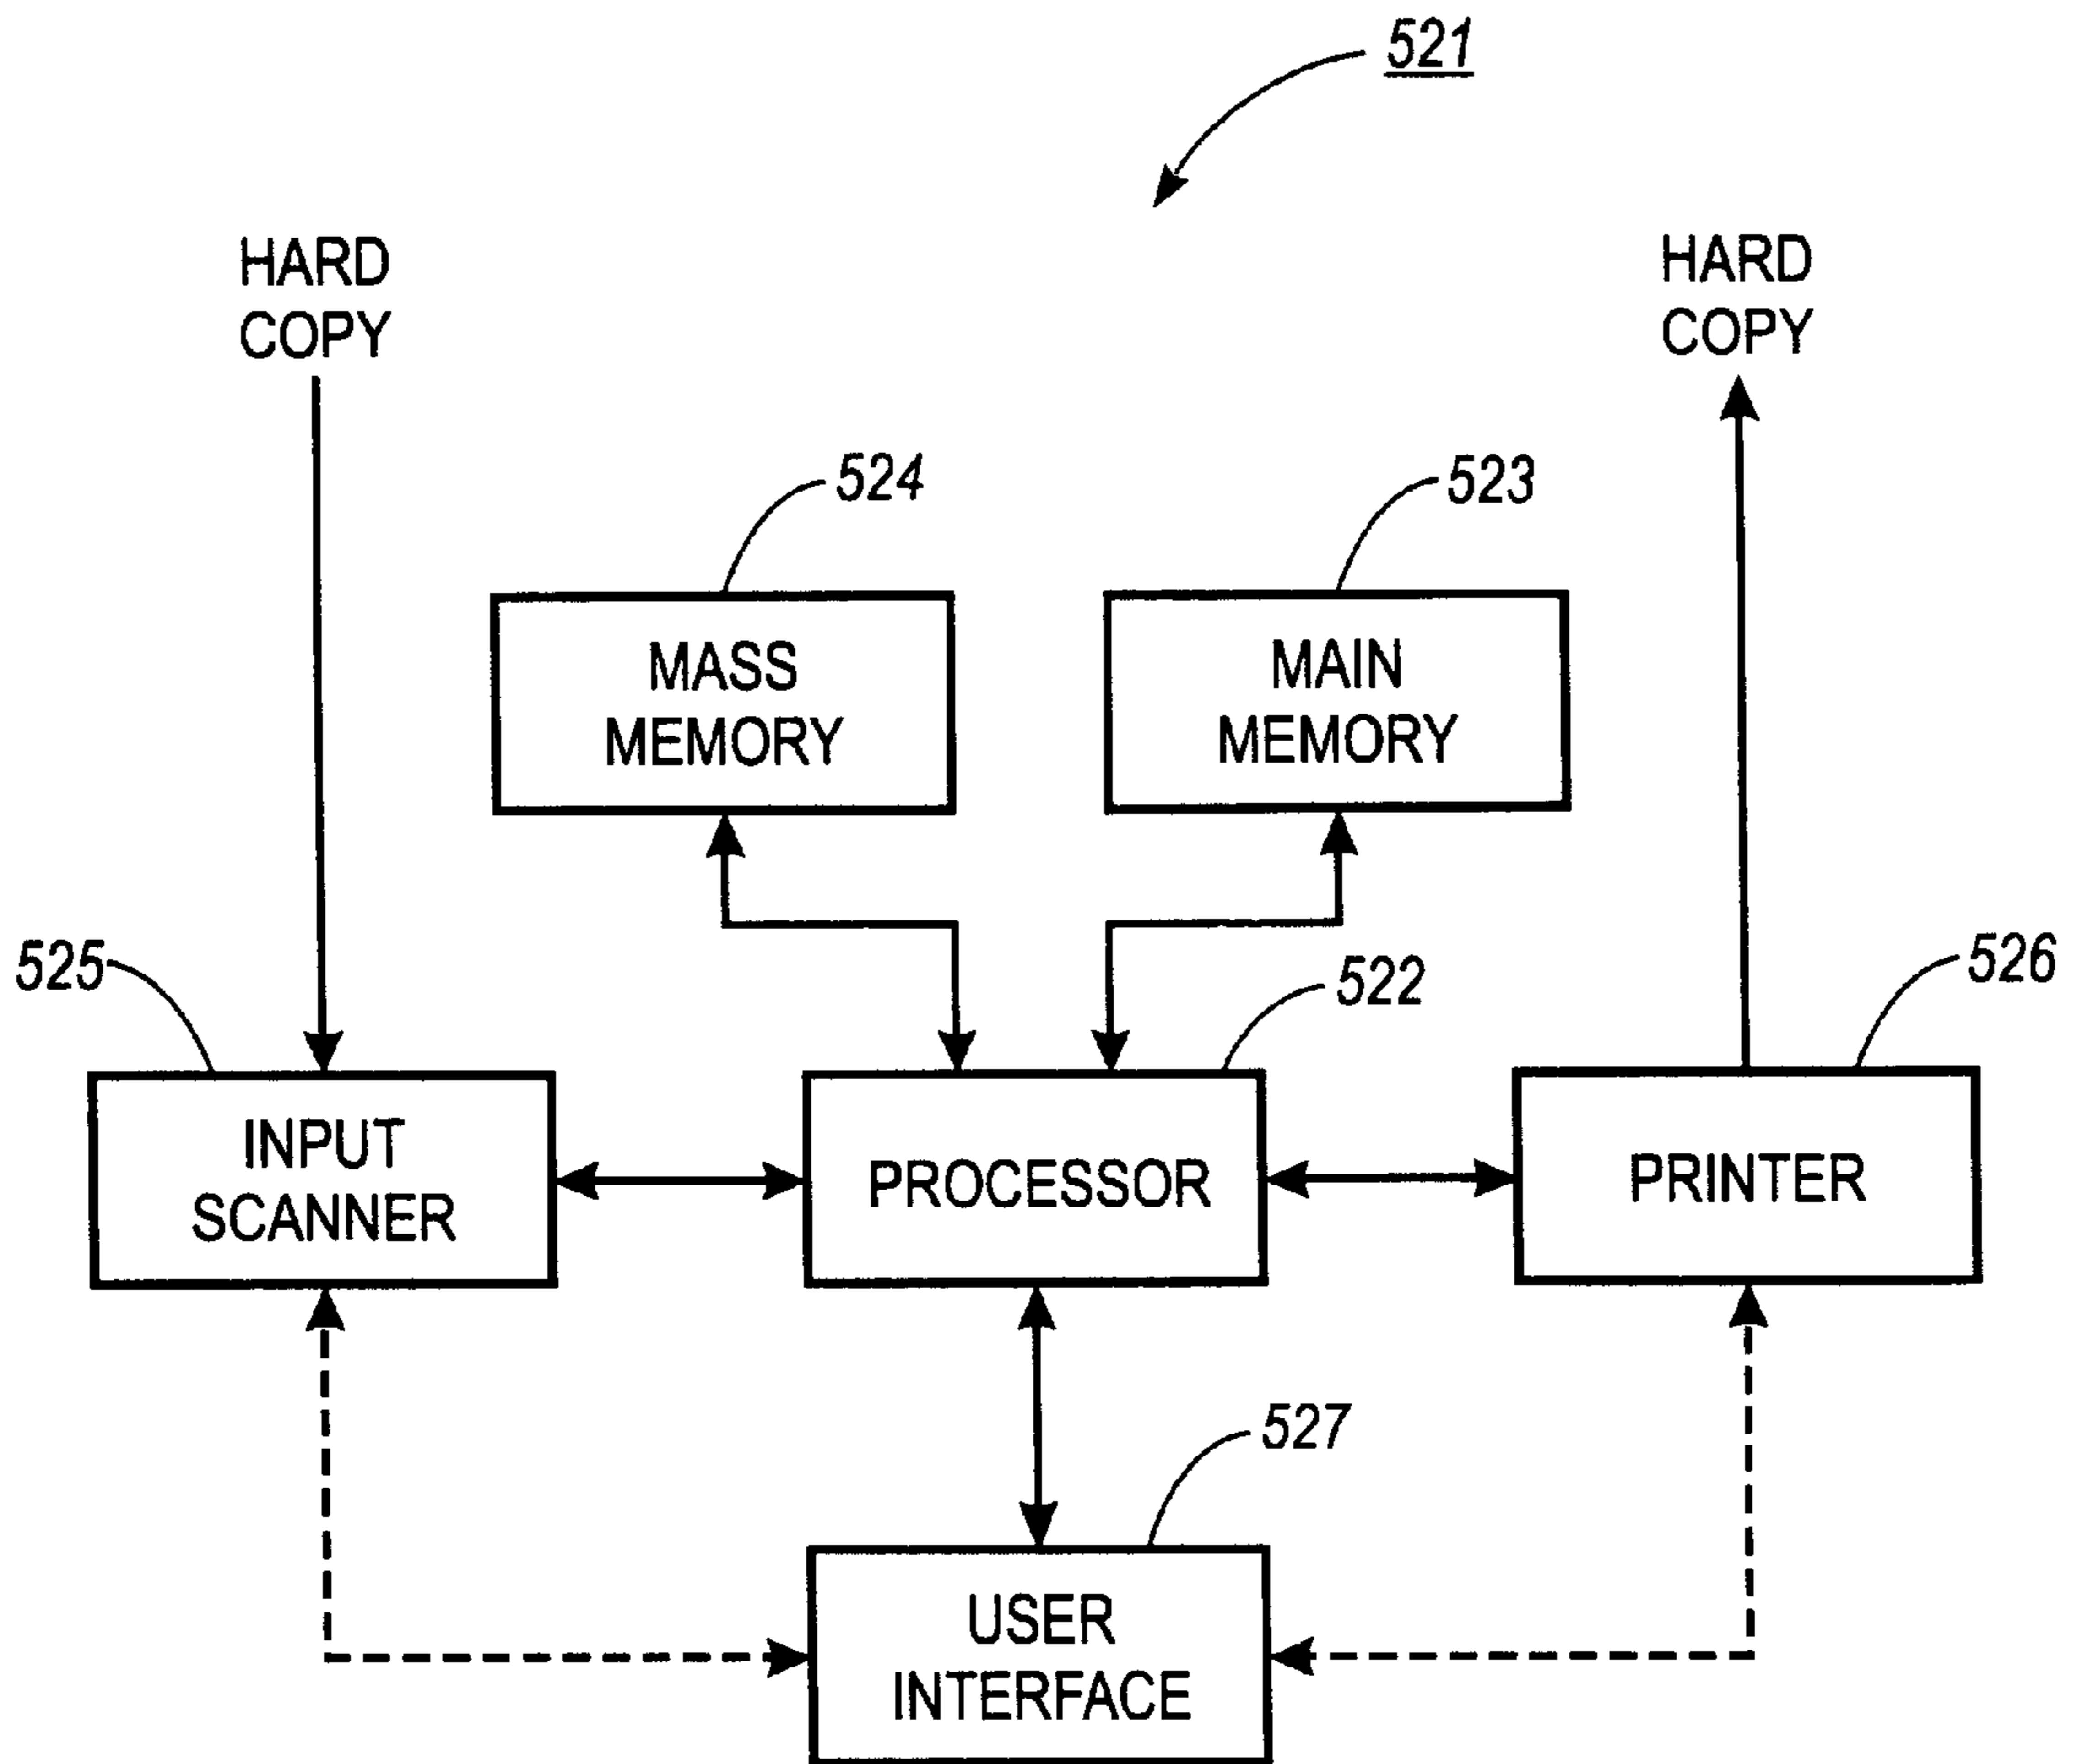 521
HARD
COPY
HARD
COPY
524
523
MASS
MEMORY
MAIN
MEMORY
525
522
526
INPUT
SCANNER
PROCESSOR
PRINTER
527
USER
INTERFACE